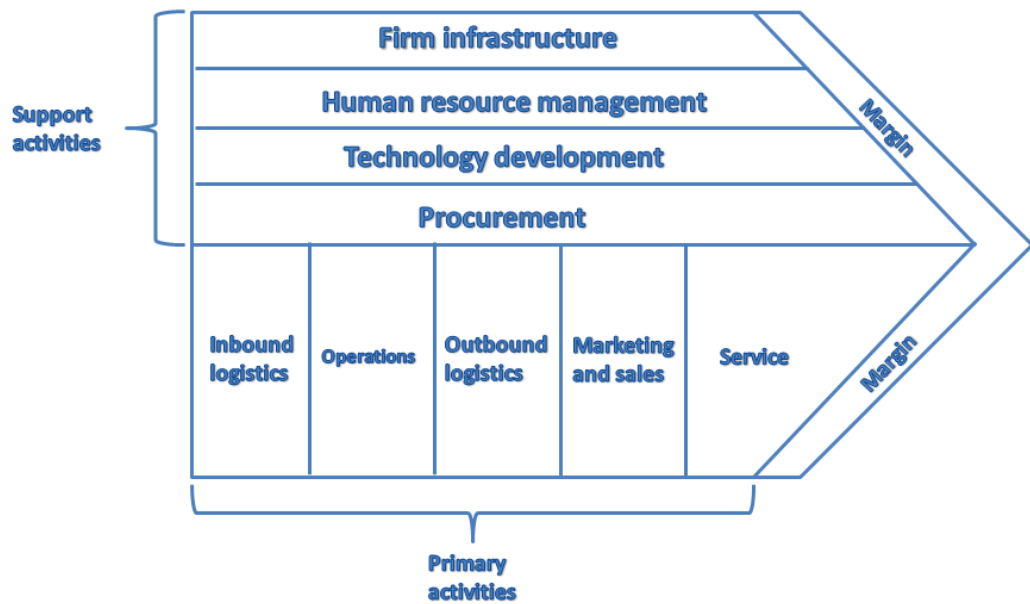 Firm infrastructure
Human resource management
Technology development
Procurement
Support
activities
Margin
Inbound
logistics
Operations
Outbound
logistics
Marketing
and sales
Service
Margin
Primary
activities